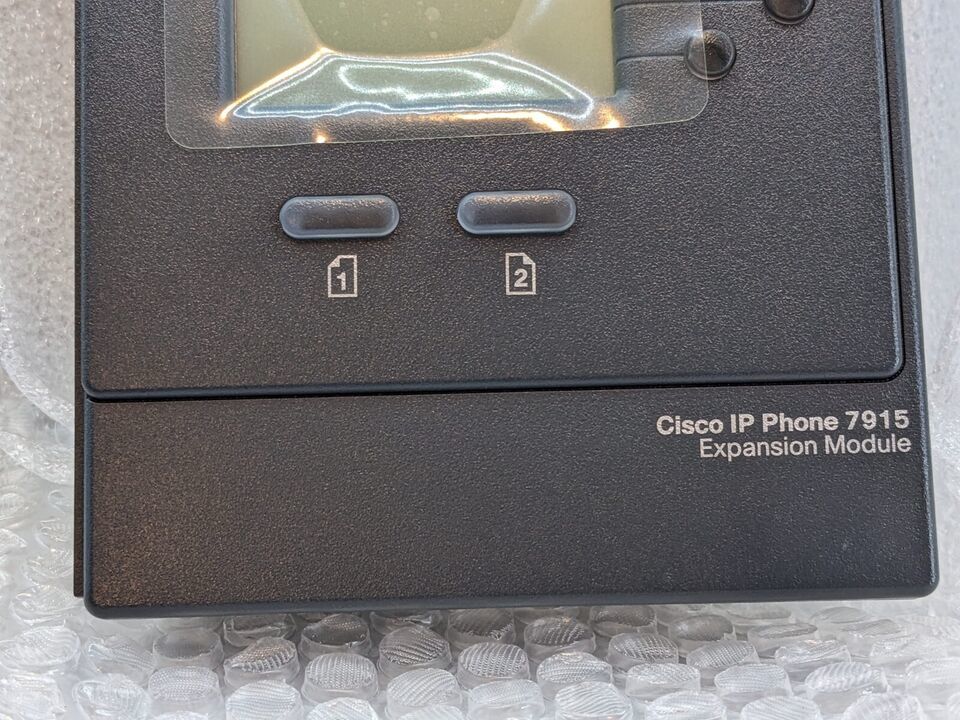 1
2
Cisco IP Phone 7915
Expansion Module